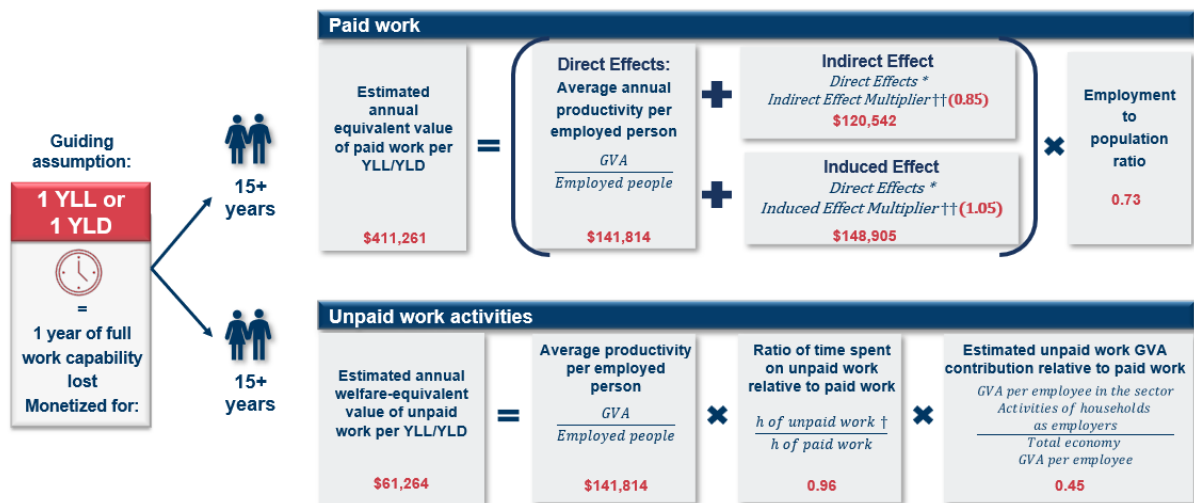 Guiding
assumption:
1 YLL or
1 YLD
=
1 year of full
work capability
lost
Monetized for:
15+
years
15+
years
Paid work
Estimated
annual
equivalent value
of paid work per
YLL/YLD
$411,261
=
Direct Effects:
Average annual
productivity per
employed person
GVA
Employed people
$141,814
+
Indirect Effect
Direct Effects *
Indirect Effect Multiplier ††(0.85)
$120,542
+
Induced Effect
Direct Effects *
Induced Effect Multiplier ††(1.05)
$148,905
×
Employment
to
population
ratio
0.73
Unpaid work activities
Estimated annual
welfare-equivalent
value of unpaid
work per YLL/YLD
$61,264
=
Average productivity
per employed
person
GVA
Employed people
$141,814
×
Ratio of time spent
on unpaid work
relative to paid work
h of unpaid work †
h of paid work
0.96
×
Estimated unpaid work GVA
contribution relative to paid work
GVA per employee in the sector
Activities of households
as employers
Total economy
GVA per employee
0.45